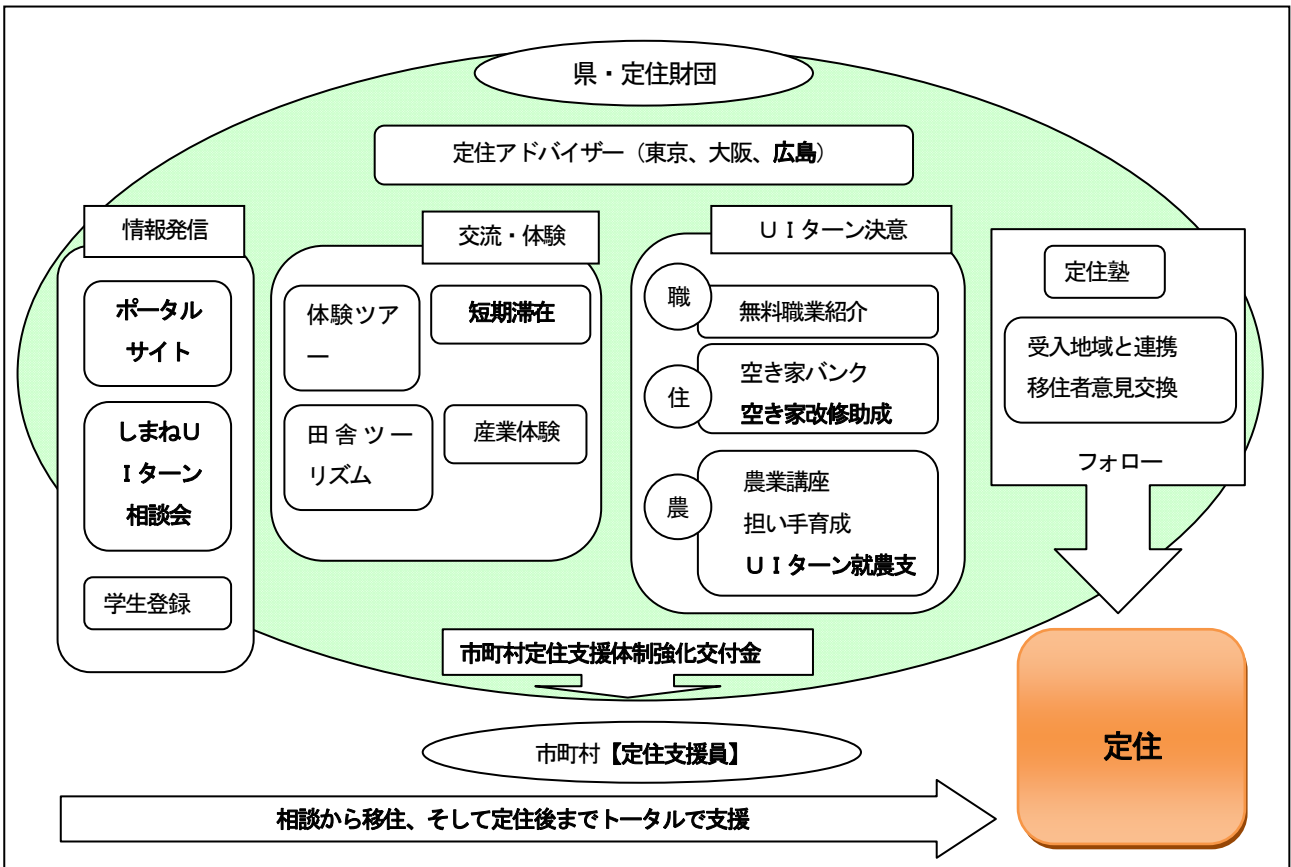 県・定住財団
定住アドバイザー（東京、大阪、広島）
情報発信
ポータル
サイト
しまねＵ
Ｉターン
相談会
学生登録
交流・体験
体験ツア
ー
短期滞在
田舎ツー
リズム
産業体験
ＵＩターン決意
職
無料職業紹介
住
空き家バンク
空き家改修助成
農
農業講座
担い手育成
ＵＩターン就農支
定住塾
受入地域と連携
移住者意見交換
フォロー
市町村定住支援体制強化交付金
市町村【定住支援員】
相談から移住、そして定住後までトータルで支援
定住